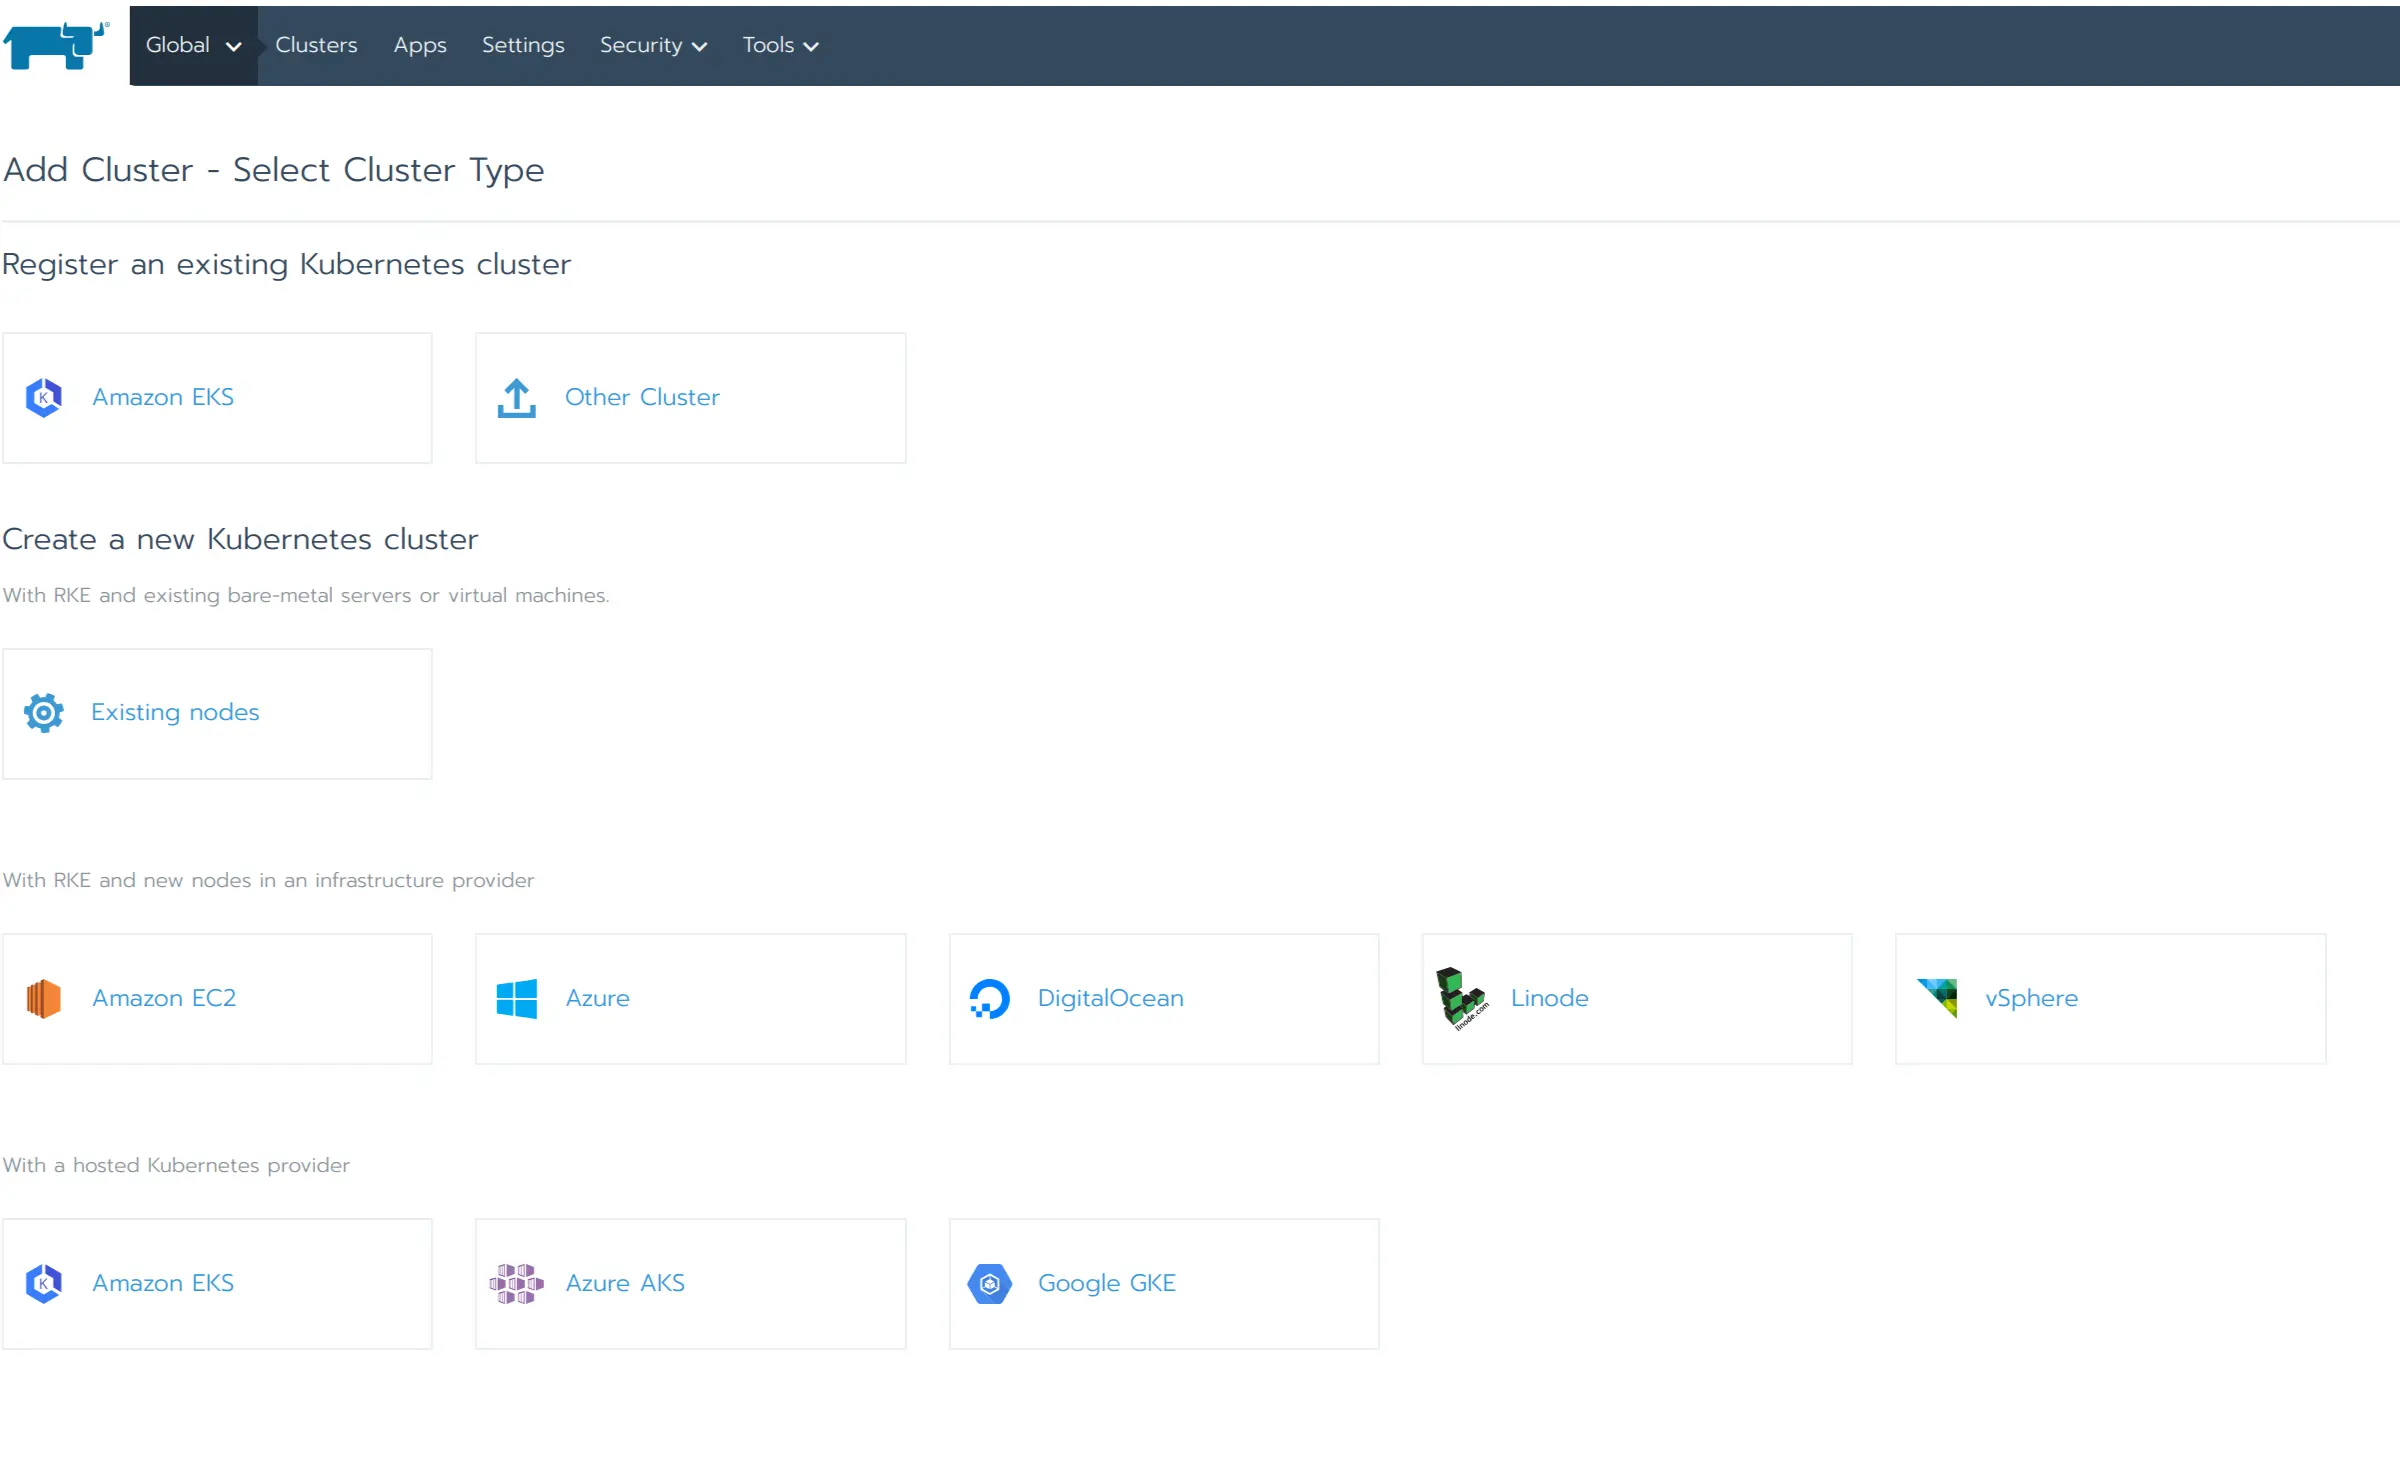 Global Clusters Apps Settings Security Tools
Add Cluster - Select Cluster Type
Register an existing Kubernetes cluster
Amazon EKS Other Cluster
Create a new Kubernetes cluster
With RKE and existing bare-metal servers or virtual machines.
Existing nodes
With RKE and new nodes in an infrastructure provider
Amazon EC2 Azure DigitalOcean linode.com Linode vSphere
With a hosted Kubernetes provider
K Amazon EKS Azure AKS Google GKE